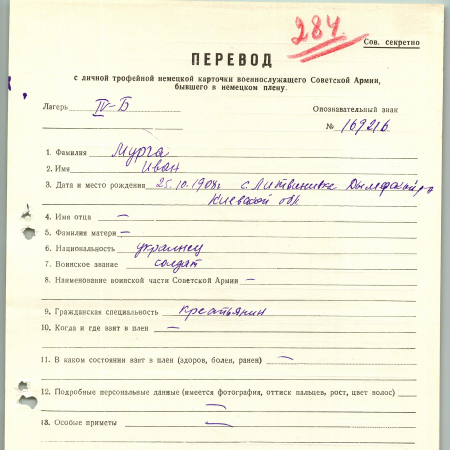 284
Сов. секретно
ПЕРЕВОД
с личной трофейной немецкой карточки военнослужащего Советской Армии,
бывшего в немецком плену.
Лагерь IV-Б
Опознавательный знак
№ 169216
1. Фамилия Мурга
2. Имя Иван
3. Дата и место рождения 25.10.1908г. с. Литвиновка Дымерский р-н
Киевской обл
4. Имя отца —
5. Фамилия матери —
6. Национальность украинец
7. Воинское звание солдат
8. Наименование воинской части Советской Армии —
9. Гражданская специальность крестьянин
10. Когда и где взят в плен —
11. В каком состоянии взят в плен (здоров, болен, ранен) —
12. Подробные персональные данные (имеется фотография, оттиск пальцев, рост, цвет волос)
—
13. Особые приметы —